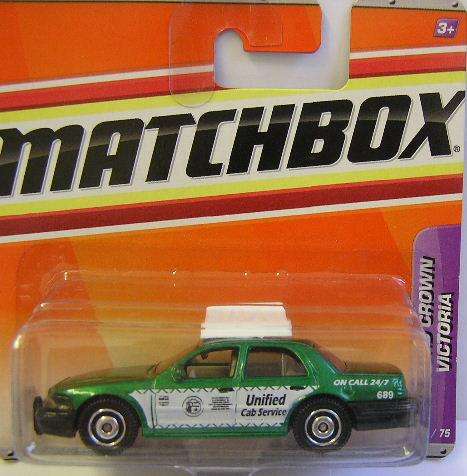 3+
MATCHBOX®
CROWN
VICTORIA
/ 75
ON CALL 24/7
689
Unified
Cab Service